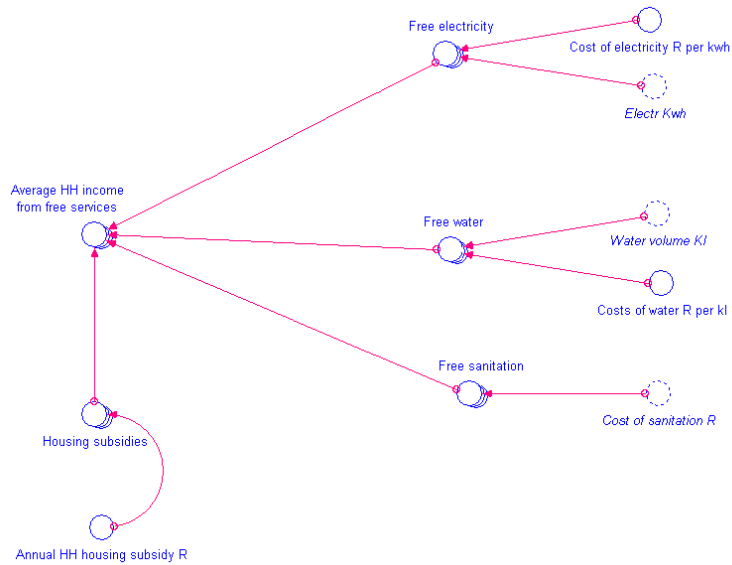 Free electricity
Cost of electricity R per kwh
Electr Kwh
Average HH income
from free services
Free water
Water volume Kl
Costs of water R per kl
Free sanitation
Cost of sanitation R
Housing subsidies
Annual HH housing subsidy R